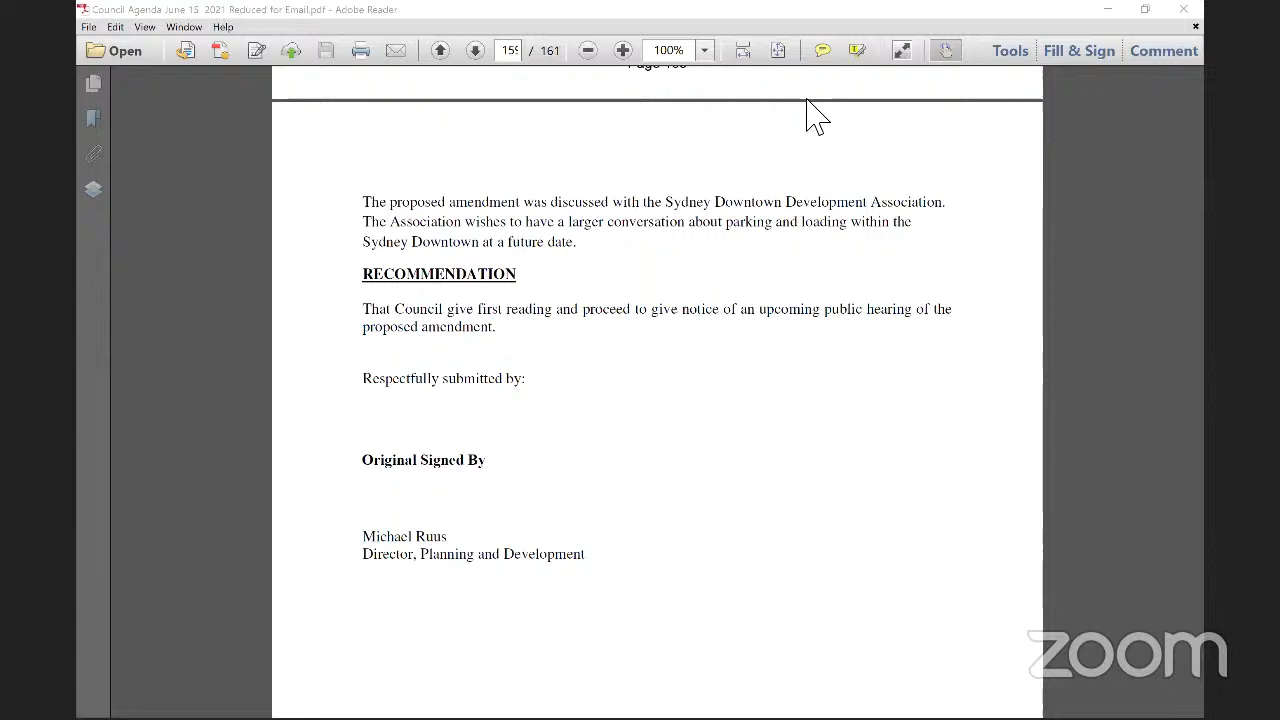 Council Agenda June 15 2021 Reduced for Email.pdf - Adobe Reader
File Edit View Window Help
Open 159 / 161 100% Tools Fill & Sign Comment
The proposed amendment was discussed with the Sydney Downtown Development Association.
The Association wishes to have a larger conversation about parking and loading within the
Sydney Downtown at a future date.
RECOMMENDATION
That Council give first reading and proceed to give notice of an upcoming public hearing of the
proposed amendment.
Respectfully submitted by:
Original Signed By
Michael Ruus
Director, Planning and Development
zoom